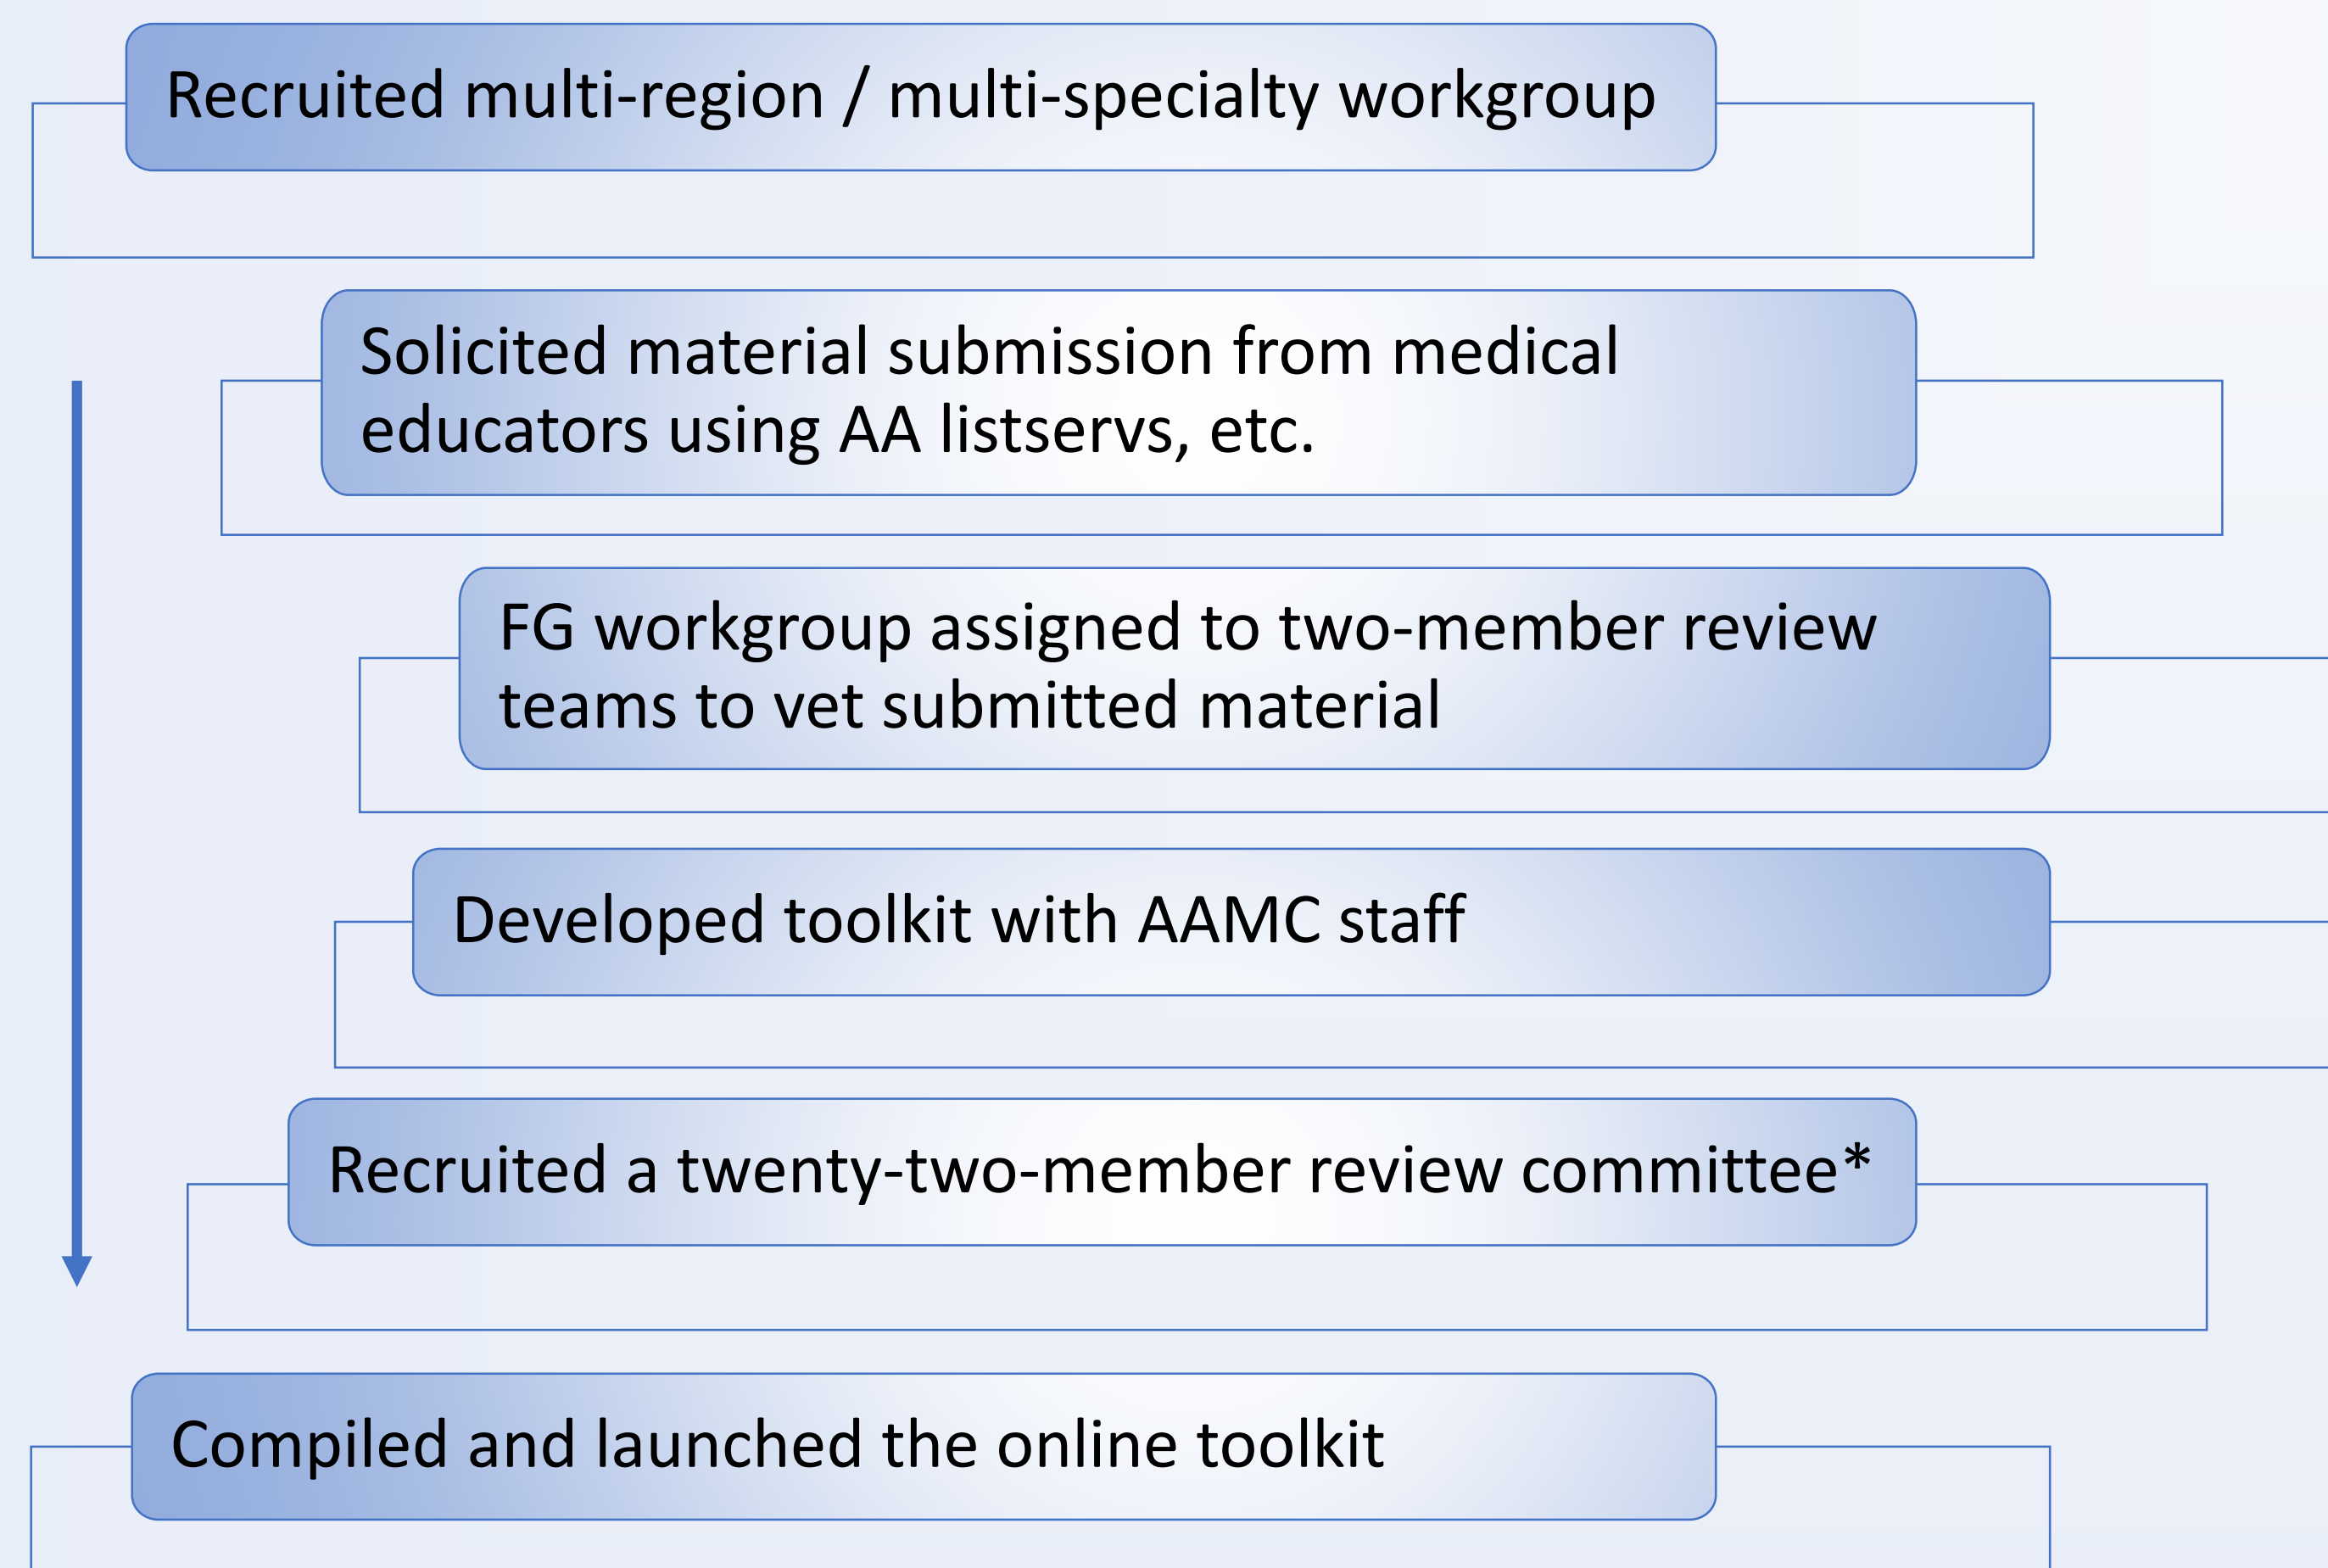 Recruited multi-region / multi-specialty workgroup
Solicited material submission from medical
educators using AA listservs, etc.
FG workgroup assigned to two-member review
teams to vet submitted material
Developed toolkit with AAMC staff
Recruited a twenty-two-member review committee*
Compiled and launched the online toolkit